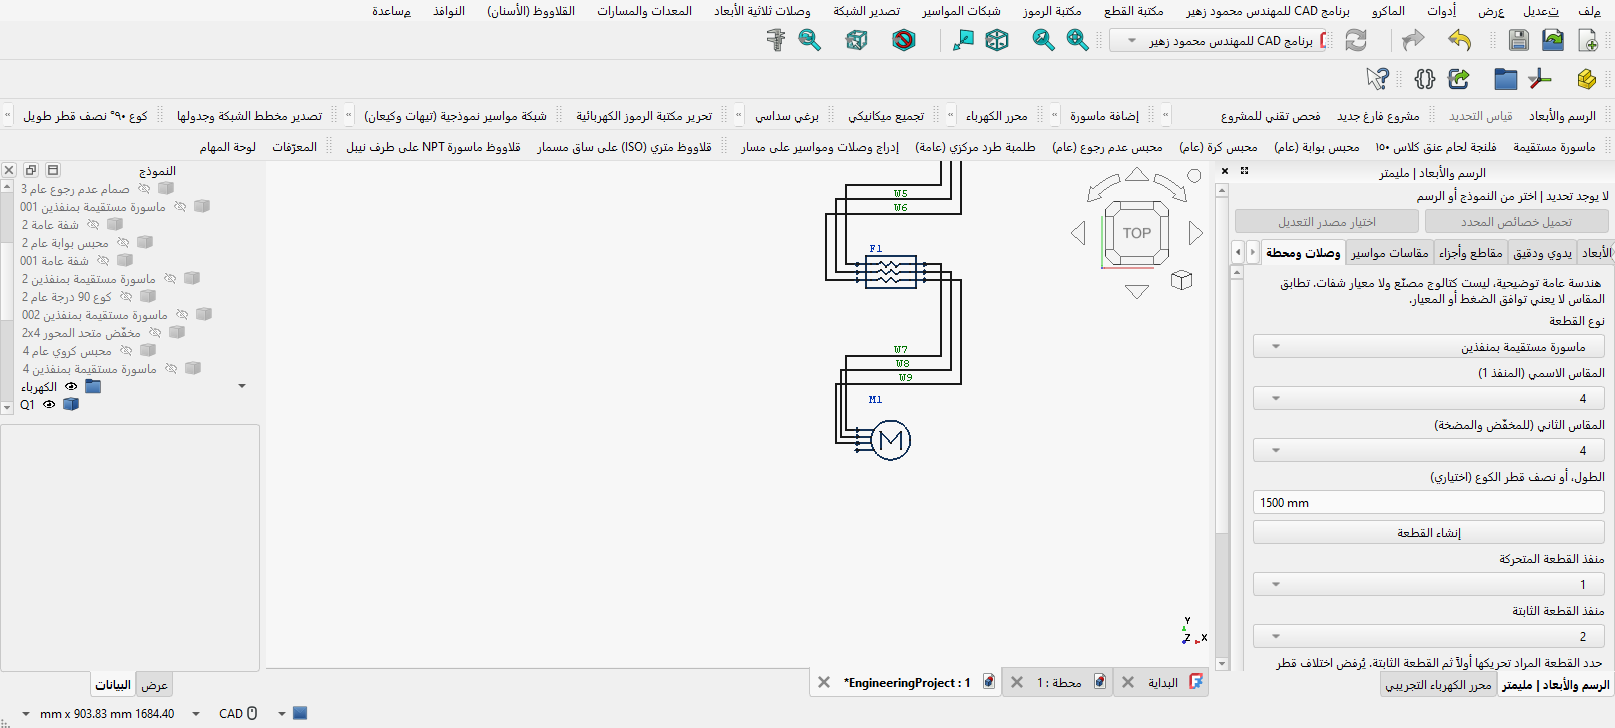 ملف عرض تعديل أدوات الماكرو برنامج CAD للمهندس محمود زهير مكتبة القطع مكتبة الرموز شبكات المواسير تصدير الشبكة وصلات ثلاثية الأبعاد المعدات والمسارات القلاووظ (الأسنان) النوافذ مساعدة
برنامج CAD للمهندس محمود زهير
الرسم والأبعاد قياس التحديد مشروع فارغ جديد فحص تقني للمشروع » إضافة ماسورة » محرر الكهرباء » تجميع ميكانيكي » برغي سداسي » تحرير مكتبة الرموز الكهربائية شبكة مواسير نموذجية (تيهات وكيعان) » تصدير مخطط الشبكة وجدولها كوع ٩٠° نصف قطر طويل »
ماسورة مستقيمة فلنجة لحام عنق كلاس ١٥٠ محبس بوابة (عام) محبس كرة (عام) محبس عدم رجوع (عام) طلمبة طرد مركزي (عامة) إدراج وصلات ومواسير على مسار قلاووظ متري (ISO) على ساق مسمار قلاووظ ماسورة NPT على طرف نيبل المعرّفات لوحة المهام
الرسم والأبعاد | مليمتر
لا يوجد تحديد | اختر من النموذج أو الرسم
تحميل خصائص المحدد
اختيار مصدر التعديل
الأبعاد يدوي ودقيق مقاطع وأجزاء مقاسات مواسير وصلات ومحطة
هندسة عامة توضيحية، ليست كتالوج مصنّع ولا معيار شفات. تطابق
المقاس لا يعني توافق الضغط أو المعيار.
نوع القطعة
ماسورة مستقيمة بمنفذين
المقاس الاسمي (المنفذ 1)
4
المقاس الثاني (للمخفّض والمضخة)
4
الطول، أو نصف قطر الكوع (اختياري)
1500 mm
إنشاء القطعة
منفذ القطعة المتحركة
1
منفذ القطعة الثابتة
2
حدد القطعة المراد تحريكها أولاً ثم القطعة الثابتة. يُرفض اختلاف قطر
الرسم والأبعاد | مليمتر
محرر الكهرباء التجريبي
TOP
W5
W6
F1
W7
W8
W9
M1
M
Y
Z
X
النموذج
صمام عدم رجوع عام 3
ماسورة مستقيمة بمنفذين 001
شفة عامة 2
محبس بوابة عام 2
شفة عامة 001
ماسورة مستقيمة بمنفذين 2
كوع 90 درجة عام 2
ماسورة مستقيمة بمنفذين 002
مخفّض متحد المحور 2x4
محبس كروي عام 4
ماسورة مستقيمة بمنفذين 4
الكهرباء
Q1
عرض
البيانات
البداية
محطة : 1
EngineeringProject : 1*
CAD
1684.40 mm x 903.83 mm